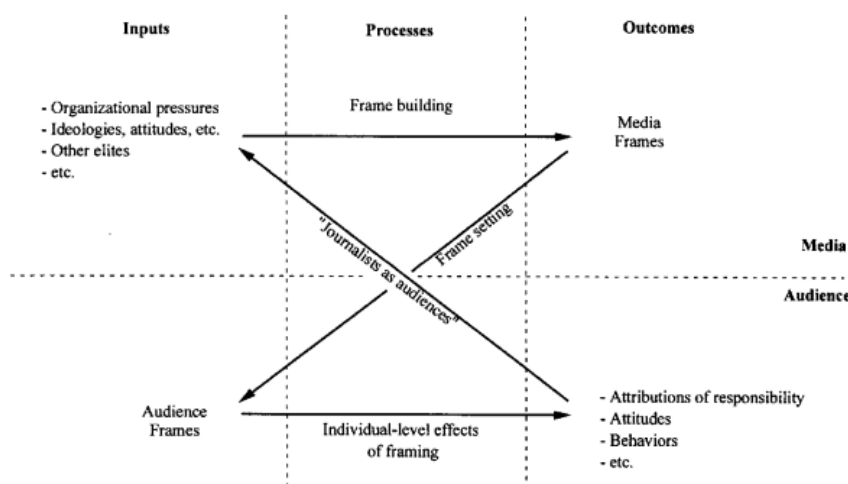 Inputs
Processes
Outcomes
- Organizational pressures
- Ideologies, attitudes, etc.
- Other elites
- etc.
Frame building
Media
Frames
"Journalists as audiences"
Frame setting
Media
Audience
Audience
Frames
Individual-level effects
of framing
- Attributions of responsibility
- Attitudes
- Behaviors
- etc.